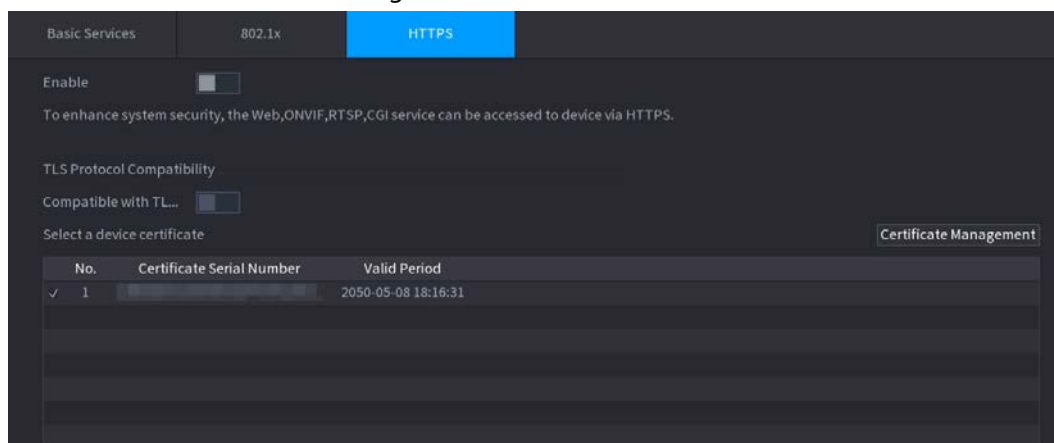 Basic Services 802.1x HTTPS
Enable
To enhance system security, the Web,ONVIF,RTSP,CGI service can be accessed to device via HTTPS.
TLS Protocol Compatibility
Compatible with TL...
Select a device certificate Certificate Management
No. Certificate Serial Number Valid Period
1 2050-05-08 18:16:31